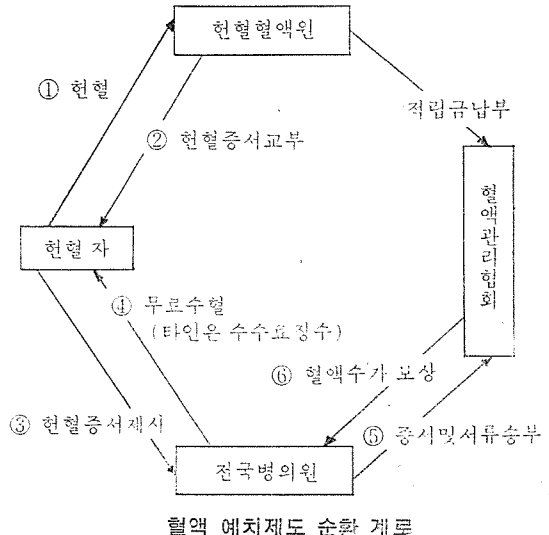 헌혈혈액원
① 헌혈
적립금납부
② 헌혈증서교부
혈액관리협회
헌혈자
④ 무료수혈
(타인은 수수료징수)
⑥ 혈액수가 보상
③ 헌혈증서제시
⑤ 증서및서류송부
전국병의원
혈액 예치제도 순환 계로